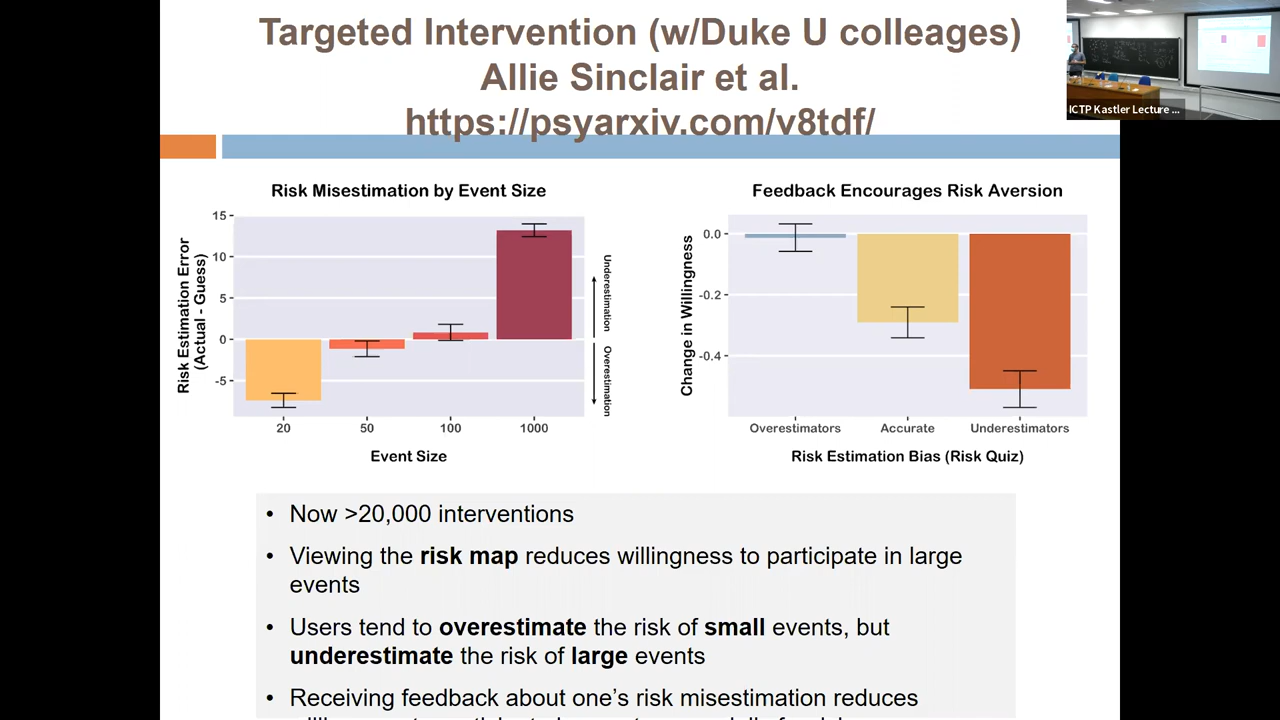 Targeted Intervention (w/Duke U colleages)
Allie Sinclair et al.
https://psyarxiv.com/v8tdf/
ICTP Kastler Lecture ...
Risk Misestimation by Event Size
Risk Estimation Error
(Actual - Guess)
15
10
5
0
-5
Underestimation
Overestimation
20 50 100 1000
Event Size
Feedback Encourages Risk Aversion
Change in Willingness
0.0
-0.2
-0.4
Overestimators Accurate Underestimators
Risk Estimation Bias (Risk Quiz)
• Now >20,000 interventions
• Viewing the risk map reduces willingness to participate in large
events
• Users tend to overestimate the risk of small events, but
underestimate the risk of large events
• Receiving feedback about one's risk misestimation reduces